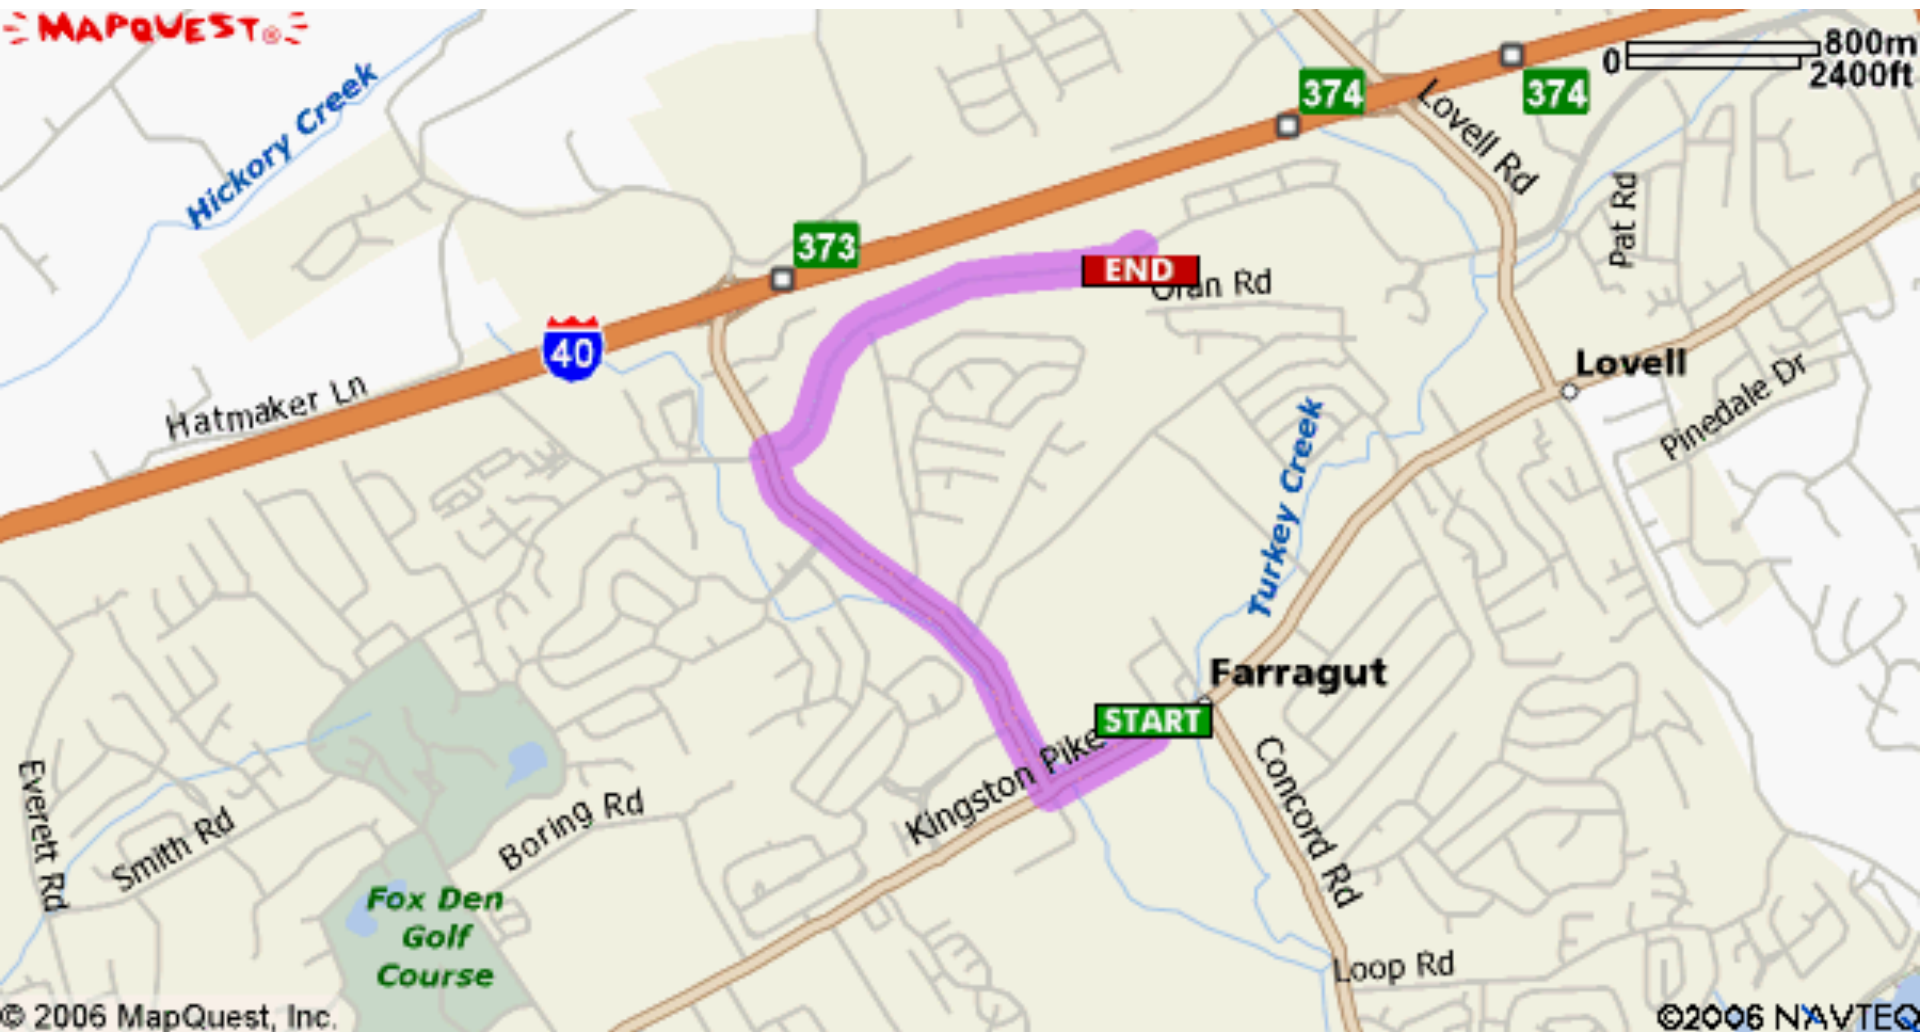 MAPQUEST®
800m
0
2400ft
374
374
Hickory Creek
Lovell Rd
Pat Rd
373
END
Oran Rd
40
Lovell
Hatmaker Ln
Pinedale Dr
Turkey Creek
Farragut
START
Kingston Pike
Concord Rd
Everett Rd
Smith Rd
Boring Rd
Fox Den
Golf
Course
Loop Rd
© 2006 MapQuest, Inc.
©2006 NAVTEQ